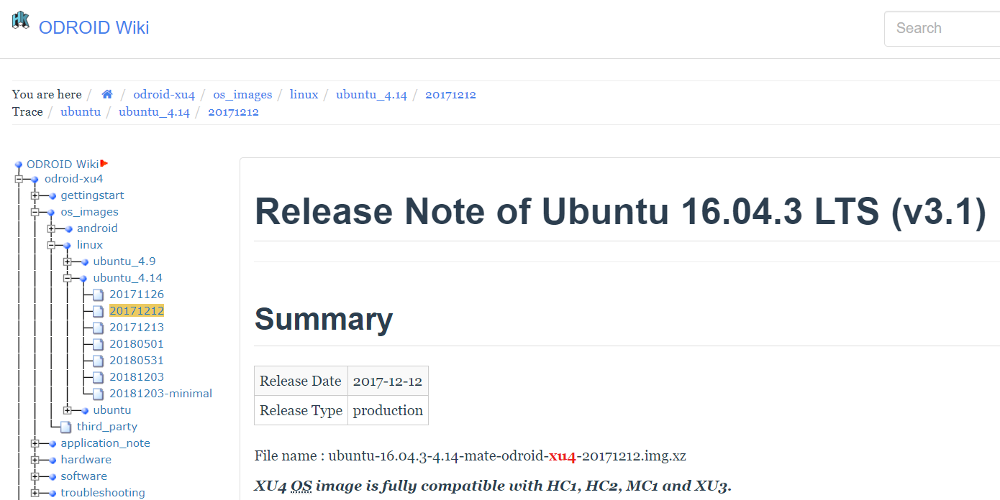 ODROID Wiki
Search
You are here / / odroid-xu4 / os_images / linux / ubuntu_4.14 / 20171212
Trace / ubuntu / ubuntu_4.14 / 20171212
ODROID Wiki
odroid-xu4
gettingstart
os_images
android
linux
ubuntu_4.9
ubuntu_4.14
20171126
20171212
20171213
20180501
20180531
20181203
20181203-minimal
ubuntu
third_party
application_note
hardware
software
troubleshooting
Release Note of Ubuntu 16.04.3 LTS (v3.1)
Summary
Release Date 2017-12-12
Release Type production
File name : ubuntu-16.04.3-4.14-mate-odroid-xu4-20171212.img.xz
XU4 OS image is fully compatible with HC1, HC2, MC1 and XU3.